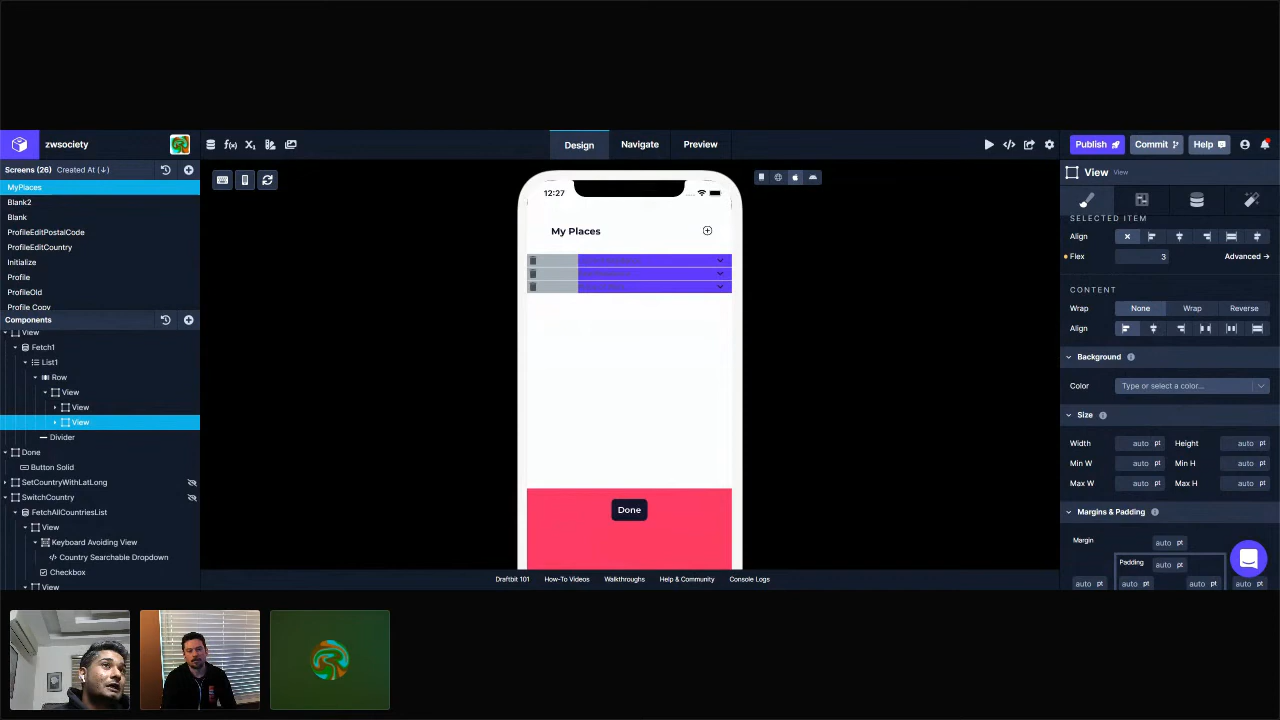 zwsociety
f(x)
X₁
Design
Navigate
Preview
Publish
Commit
Help
Screens (26)
Created At (↓)
MyPlaces
Blank2
Blank
ProfileEditPostalCode
ProfileEditCountry
Initialize
Profile
ProfileOld
Profile Copy
Components
View
Fetch1
List1
Row
View
View
View
Divider
Done
Button Solid
SetCountryWithLatLong
SwitchCountry
FetchAllCountriesList
View
Keyboard Avoiding View
Country Searchable Dropdown
Checkbox
View
12:27
My Places
Done
Draftbit 101
How-To Videos
Walkthroughs
Help & Community
Console Logs
View View
SELECTED ITEM
Align
Flex 3 Advanced →
CONTENT
Wrap None Wrap Reverse
Align
Background
Color Type or select a color...
Size
Width auto pt Height auto pt
Min W auto pt Min H auto pt
Max W auto pt Max H auto pt
Margins & Padding
Margin auto pt
Padding auto pt
auto pt auto pt auto pt auto pt